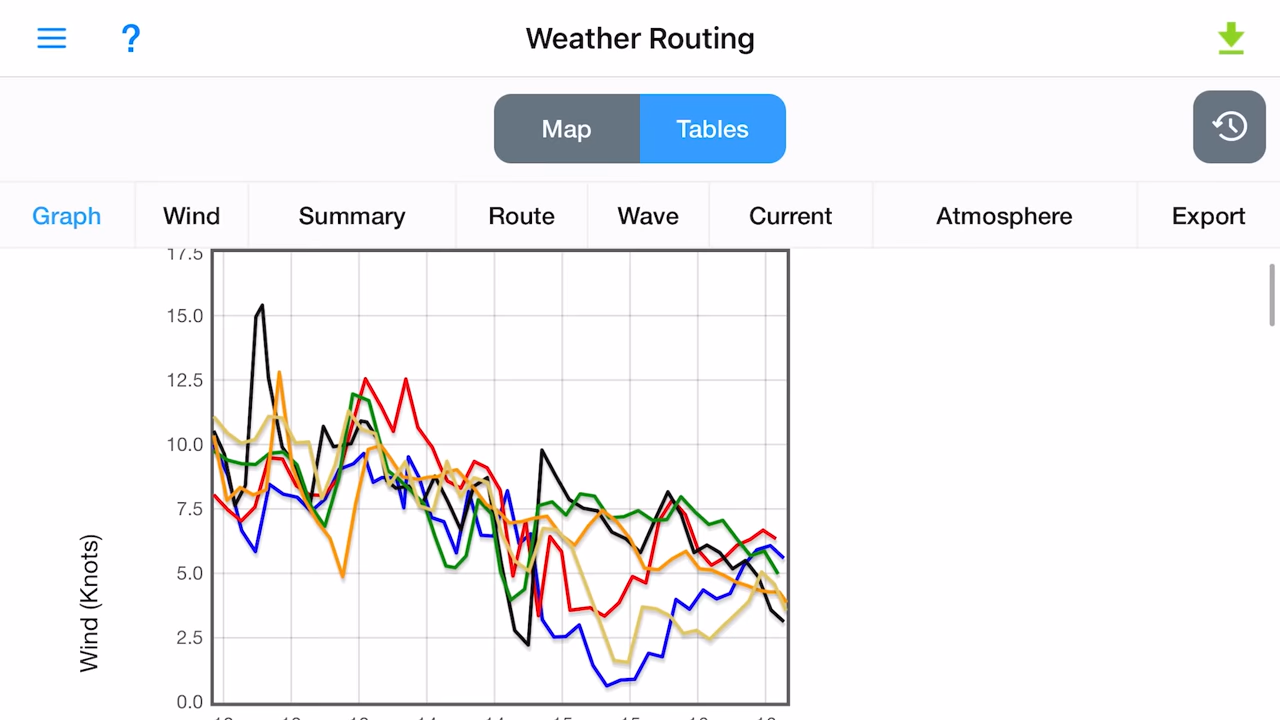 ?
Weather Routing
Map Tables
Graph Wind Summary Route Wave Current Atmosphere Export
17.5
15.0
12.5
10.0
7.5
5.0
2.5
0.0
Wind (Knots)